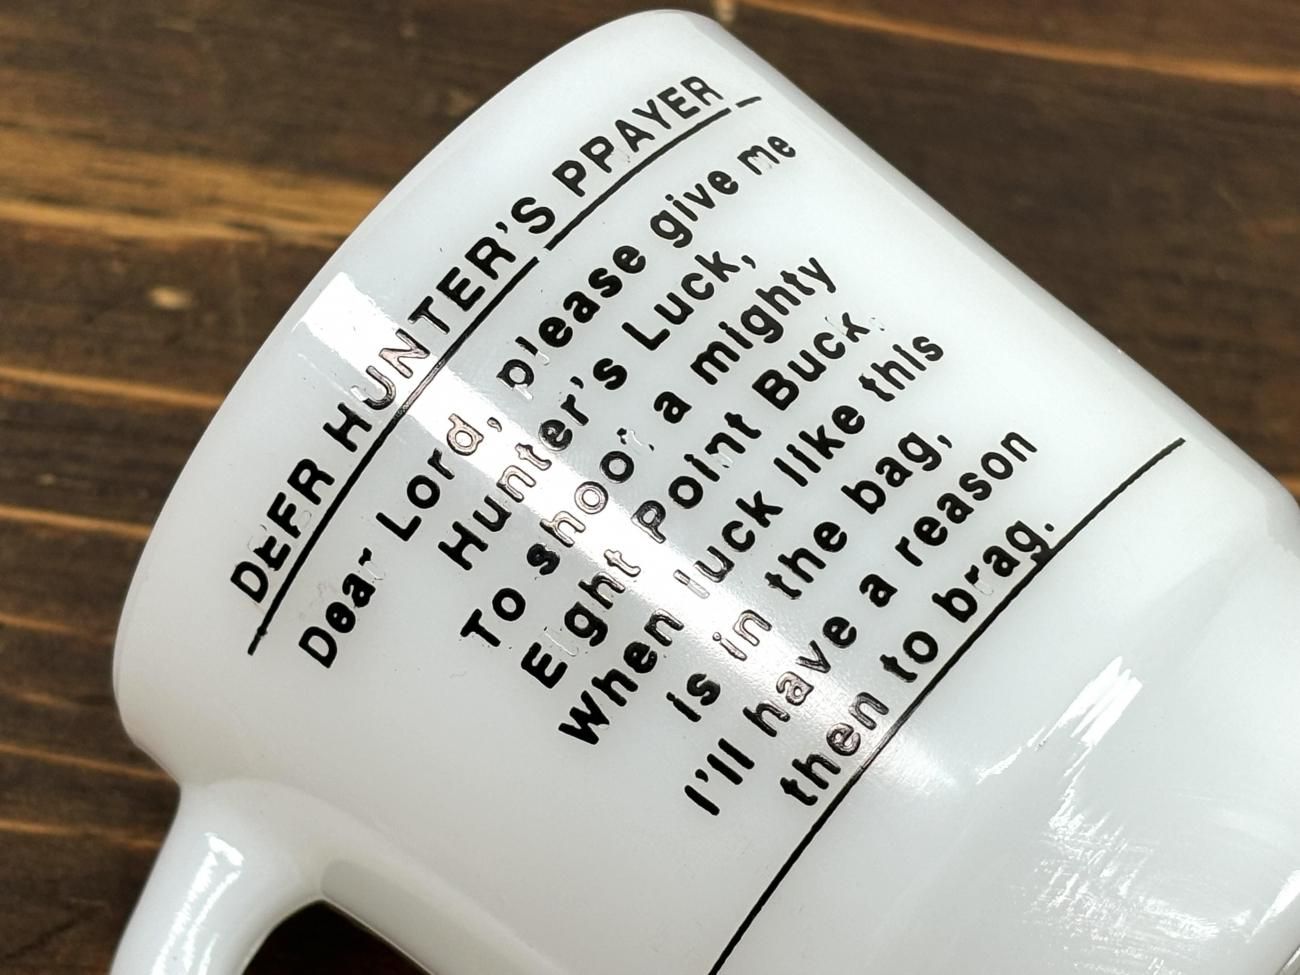 DEER HUNTER'S PRAYER
Dear Lord, please give me
Hunter's Luck,
To shoot a mighty
Eight Point Buck
When luck like this
is in the bag,
I'll have a reason
then to brag.